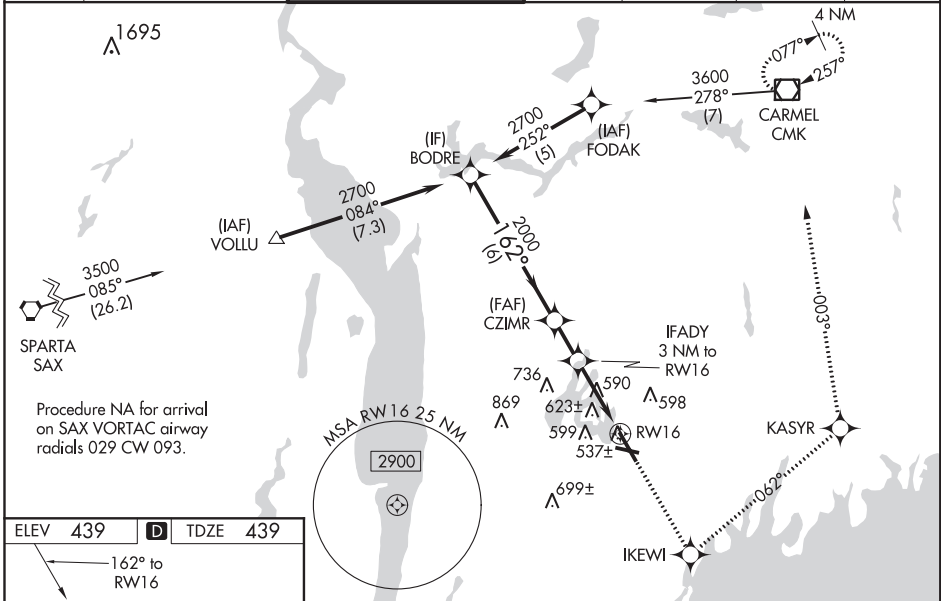 1695
4 NM
077°
257°
3600
278°
(7)
CARMEL
CMK
2700
252°
(5)
(IAF)
FODAK
(IF)
BODRE
2700
084°
(7.3)
(IAF)
VOLLU
3500
085°
(26.2)
SPARTA
SAX
2000
162°
(6)
(FAF)
CZIMR
IFADY
3 NM to
RW16
003°
736
590
598
869
623±
599
RW16
537±
KASYR
699±
062°
IKEWI
Procedure NA for arrival
on SAX VORTAC airway
radials 029 CW 093.
MSA RW16 25 NM
2900
ELEV 439 D TDZE 439
162° to
RW16